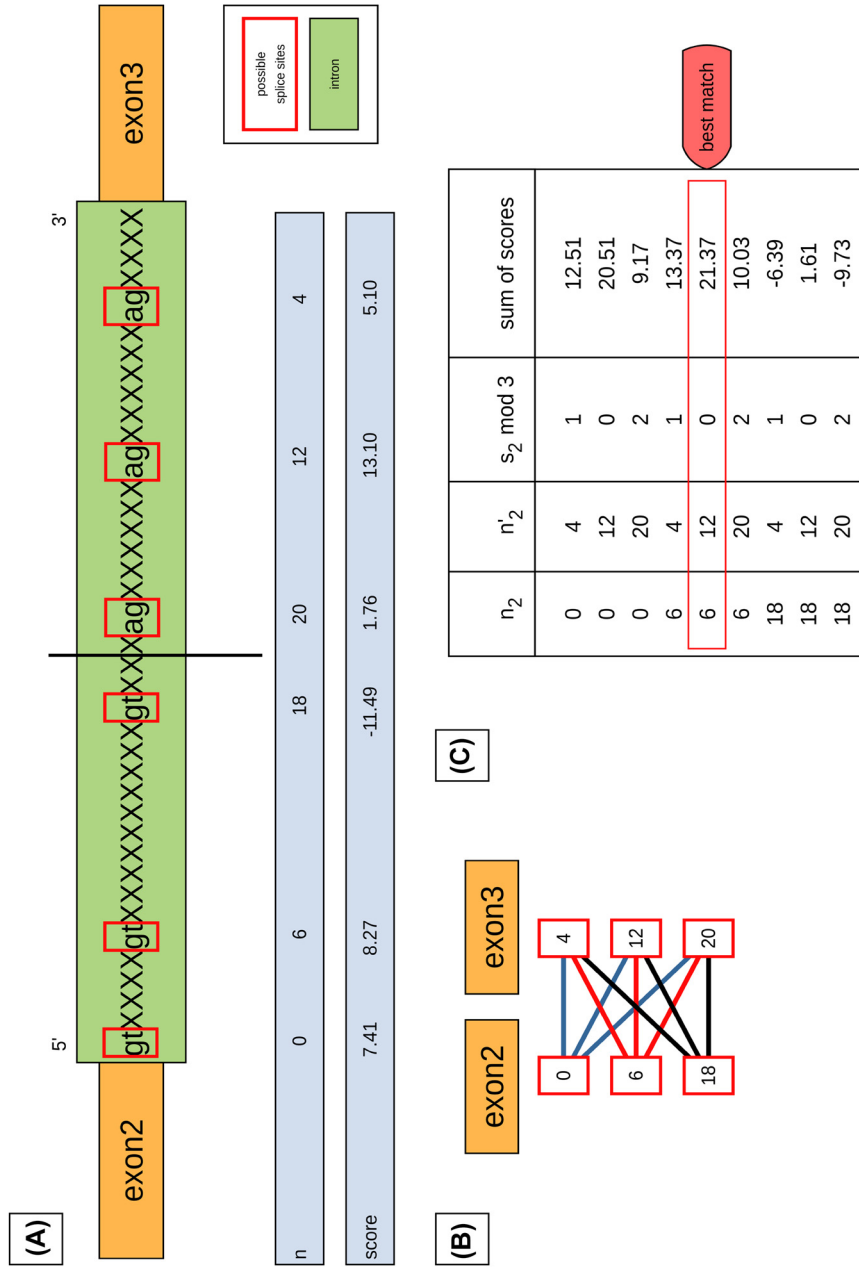 (A)
5'
3'
exon2
gtXXXXgtXXXXXXXXXXgtXXXagXXXXXXagXXXXXXagXXXX
exon3
n 0 6 18 20 12 4
score 7.41 8.27 -11.49 1.76 13.10 5.10
possible
splice sites
intron
(B)
exon2 exon3
0 4
6 12
18 20
(C)
n2 n'2 s2 mod 3 sum of scores
0 4 1 12.51
0 12 0 20.51
0 20 2 9.17
6 4 1 13.37
6 12 0 21.37
best match
6 20 2 10.03
18 4 1 -6.39
18 12 0 1.61
18 20 2 -9.73